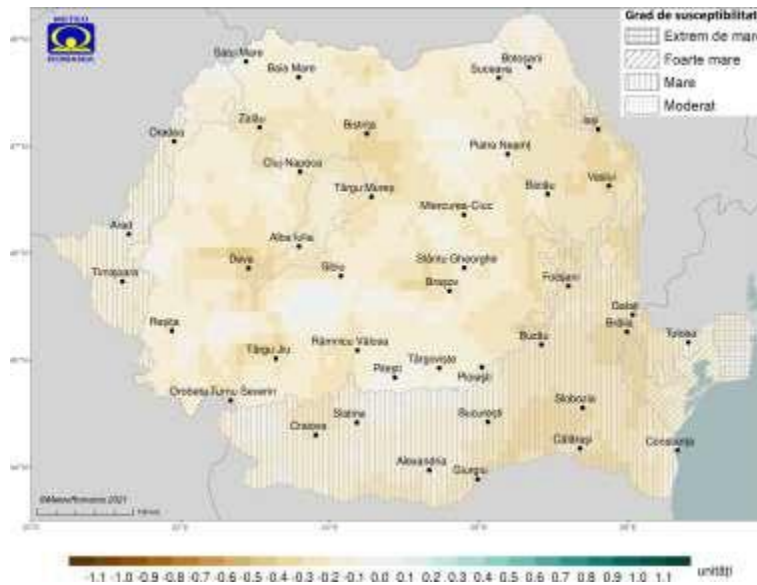 METEO
ROMANIA
Grad de susceptibilitate
Extrem de mare
Foarte mare
Mare
Moderat
Satu Mare
Baia Mare
Botoșani
Suceava
Oradea
Zalău
Bistrița
Iași
Cluj-Napoca
Piatra Neamț
Târgu Mureș
Bacău
Vaslui
Miercurea-Ciuc
Arad
Alba Iulia
Timișoara
Deva
Sibiu
Sfântu Gheorghe
Brașov
Focșani
Galați
Reșița
Brăila
Tulcea
Râmnicu Vâlcea
Târgu Jiu
Buzău
Pitești
Târgoviște
Ploiești
Drobeta Turnu Severin
Slatina
Craiova
București
Slobozia
Călărași
Constanța
Alexandria
Giurgiu
©MeteoRomania 2021
-1.1 -1.0 -0.9 -0.8 -0.7 -0.6 -0.5 -0.4 -0.3 -0.2 -0.1 0.0 0.1 0.2 0.3 0.4 0.5 0.6 0.7 0.8 0.9 1.0 1.1 unități